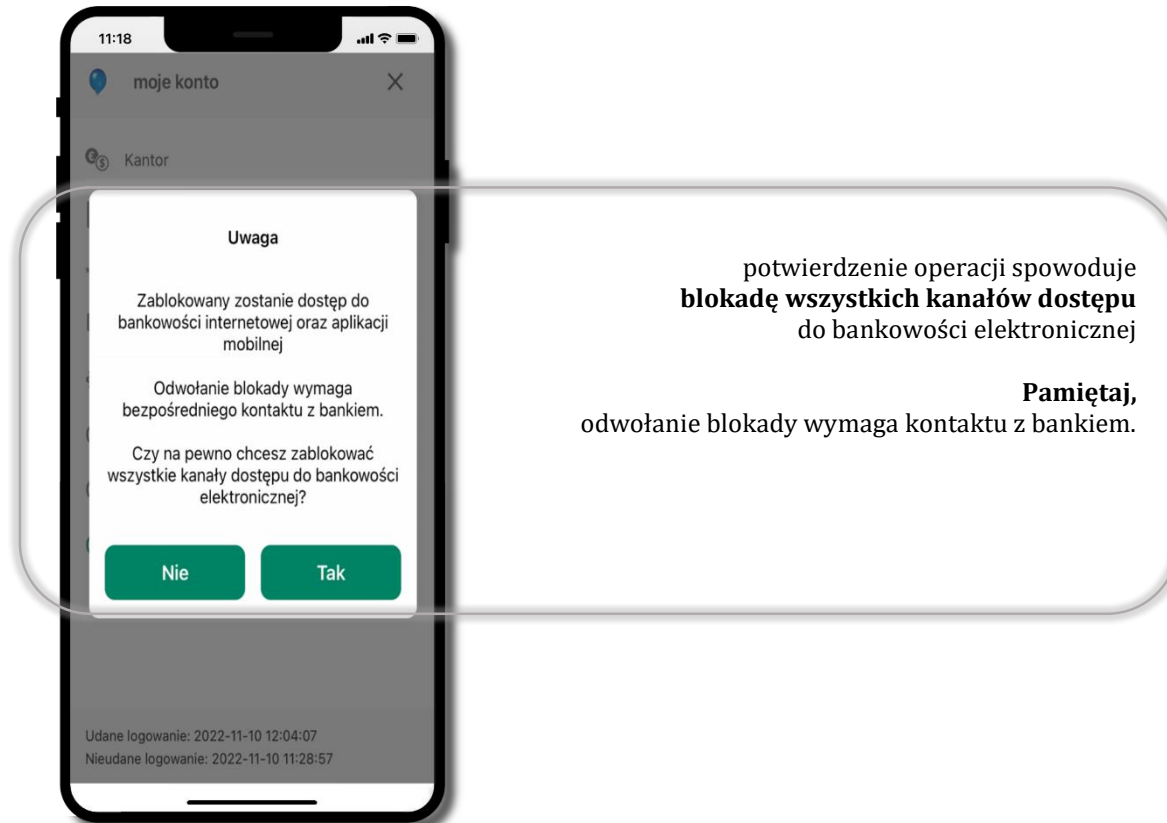 11:18
moje konto
Kantor
Uwaga
Zablokowany zostanie dostęp do
bankowości internetowej oraz aplikacji
mobilnej
Odwołanie blokady wymaga
bezpośredniego kontaktu z bankiem.
Czy na pewno chcesz zablokować
wszystkie kanały dostępu do bankowości
elektronicznej?
Nie
Tak
Udane logowanie: 2022-11-10 12:04:07
Nieudane logowanie: 2022-11-10 11:28:57
potwierdzenie operacji spowoduje
blokadę wszystkich kanałów dostępu
do bankowości elektronicznej
Pamiętaj,
odwołanie blokady wymaga kontaktu z bankiem.